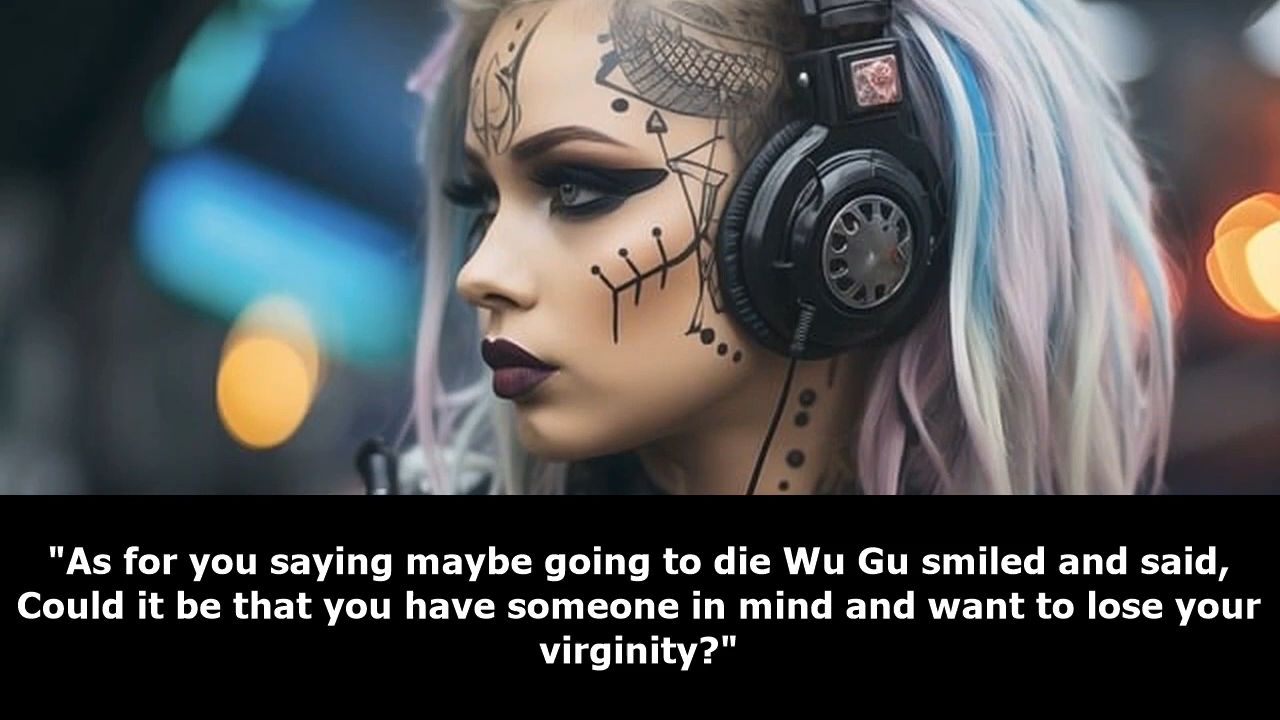 "As for you saying maybe going to die Wu Gu smiled and said,
Could it be that you have someone in mind and want to lose your
virginity?"